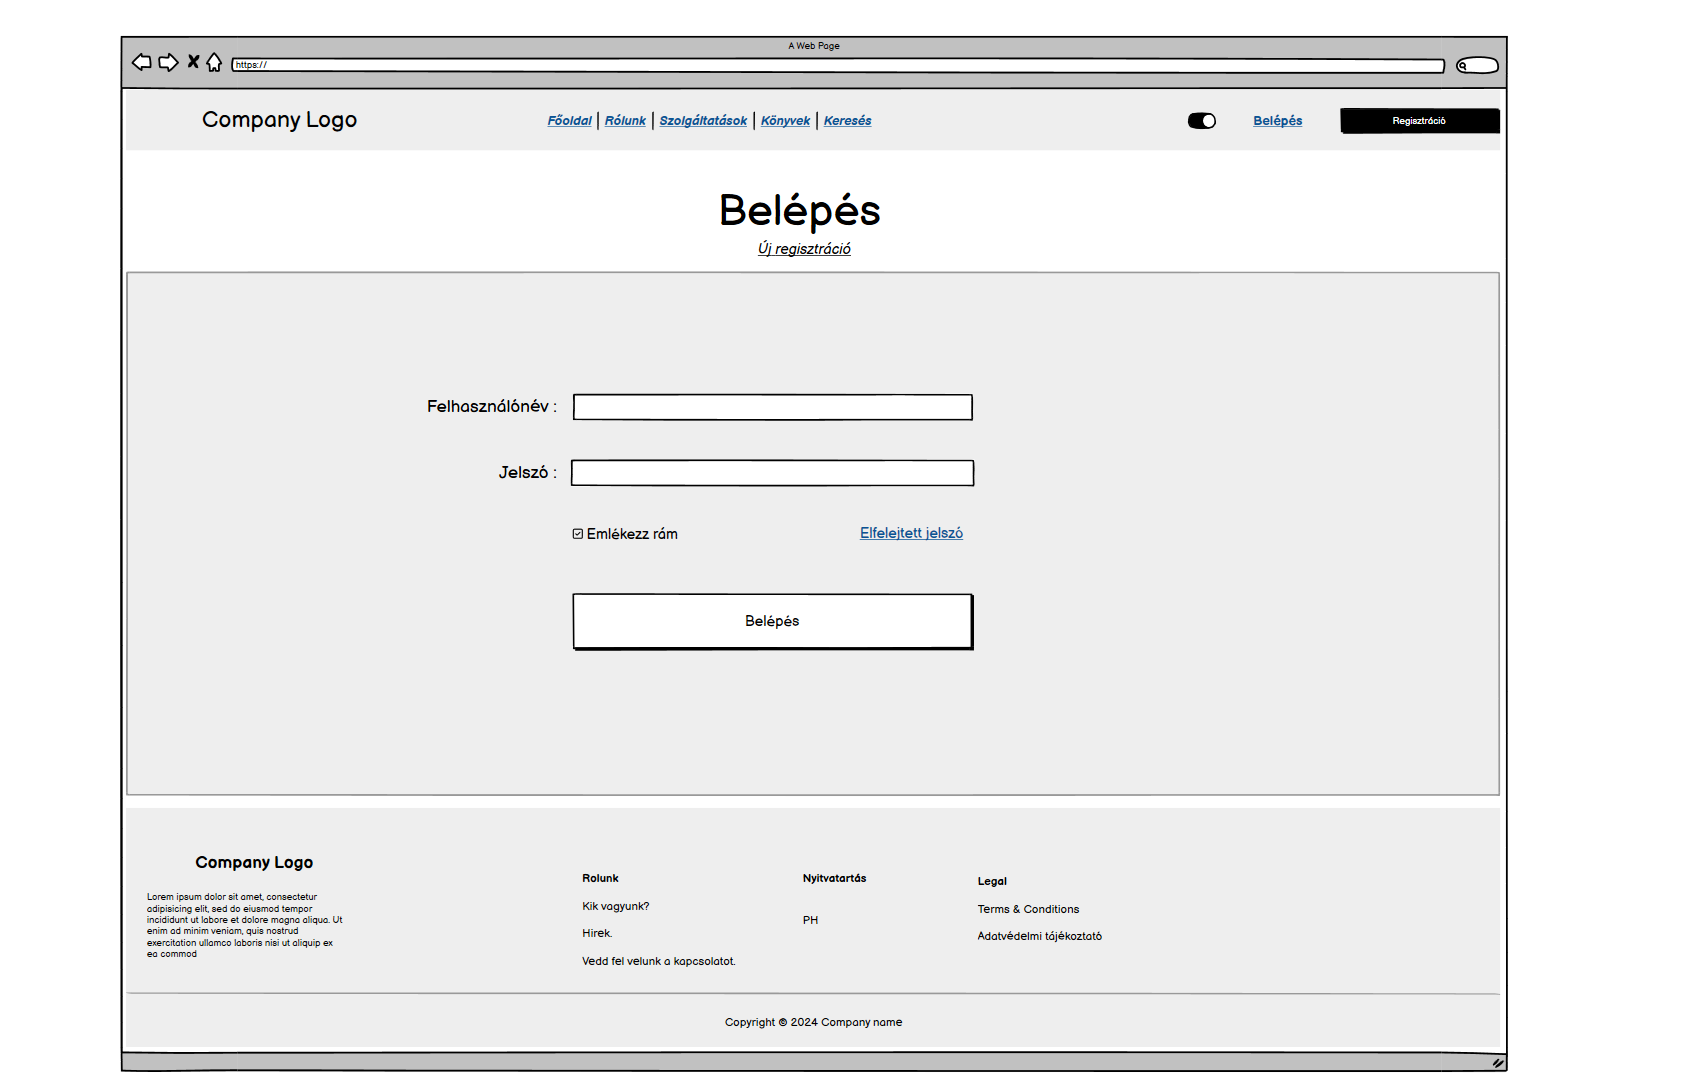 A Web Page
https://
Company Logo
Főoldal | Rólunk | Szolgáltatások | Könyvek | Keresés
Belépés
Regisztráció
Belépés
Új regisztráció
Felhasználónév :
Jelszó :
Emlékezz rám
Elfelejtett jelszó
Belépés
Company Logo
Lorem ipsum dolor sit amet, consectetur
adipisicing elit, sed do eiusmod tempor
incididunt ut labore et dolore magna aliqua. Ut
enim ad minim veniam, quis nostrud
exercitation ullamco laboris nisi ut aliquip ex
ea commod
Rolunk
Kik vagyunk?
Hirek.
Vedd fel velunk a kapcsolatot.
Nyitvatartás
PH
Legal
Terms & Conditions
Adatvédelmi tájékoztató
Copyright © 2024 Company name